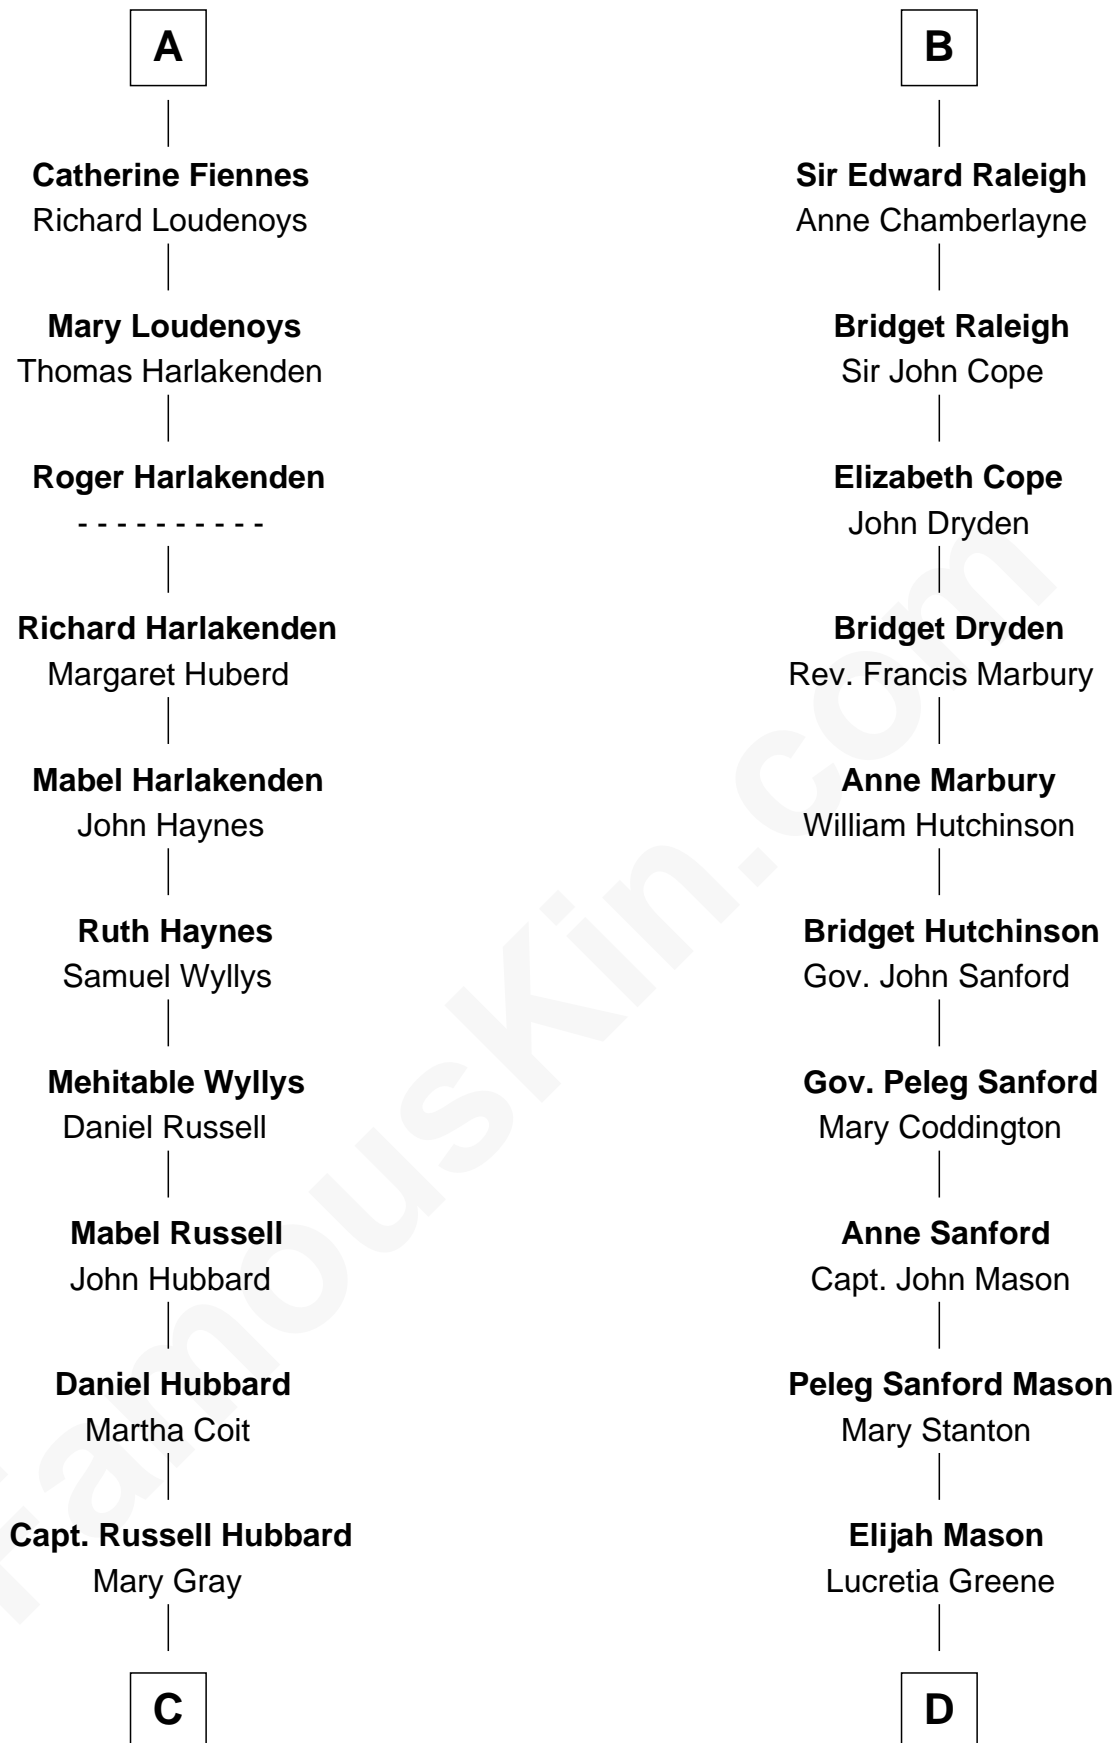 A
Catherine Fiennes
Richard Loudenoys
Mary Loudenoys
Thomas Harlakenden
Roger Harlakenden
- - - - - - - - - -
Richard Harlakenden
Margaret Huberd
Mabel Harlakenden
John Haynes
Ruth Haynes
Samuel Wyllys
Mehitable Wyllys
Daniel Russell
Mabel Russell
John Hubbard
Daniel Hubbard
Martha Coit
Capt. Russell Hubbard
Mary Gray
C
B
Sir Edward Raleigh
Anne Chamberlayne
Bridget Raleigh
Sir John Cope
Elizabeth Cope
John Dryden
Bridget Dryden
Rev. Francis Marbury
Anne Marbury
William Hutchinson
Bridget Hutchinson
Gov. John Sanford
Gov. Peleg Sanford
Mary Coddington
Anne Sanford
Capt. John Mason
Peleg Sanford Mason
Mary Stanton
Elijah Mason
Lucretia Greene
D
FamousKin.com